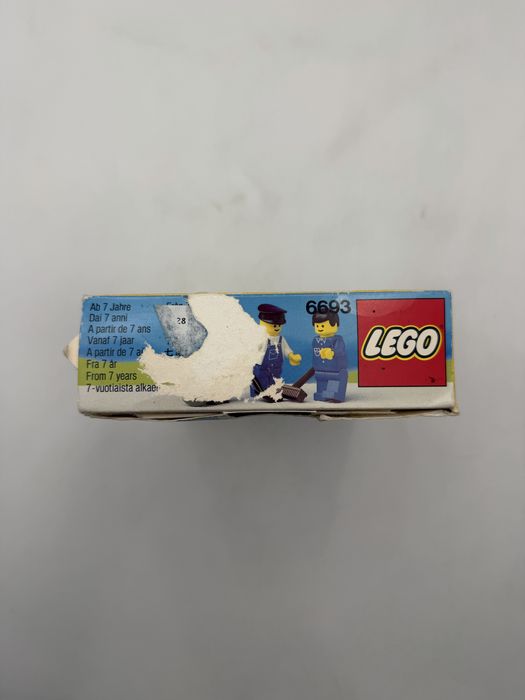 Ab 7 Jahre
Dai 7 anni
A partir de 7 ans
Vanaf 7 jaar
A partir de 7
Fra 7 år
From 7 years
7-vuotiaista
28
6693
LEGO